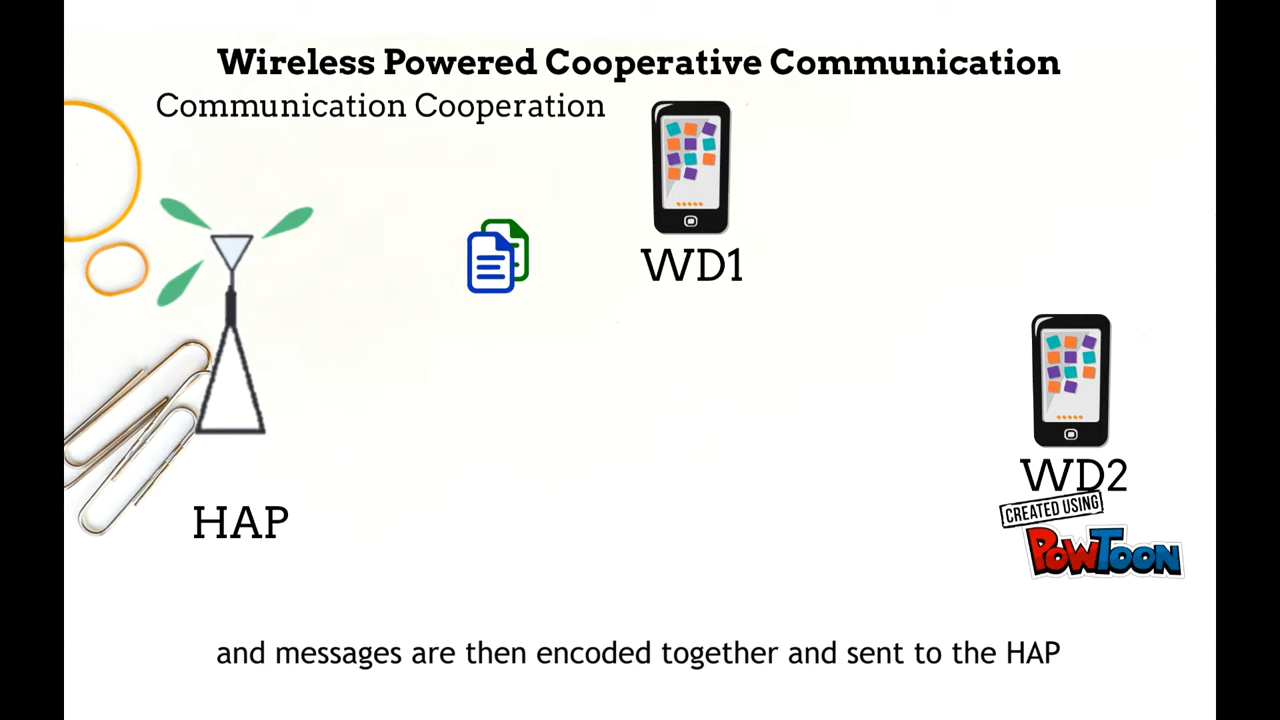 Wireless Powered Cooperative Communication
Communication Cooperation
WD1
WD2
CREATED USING
POWTOON
HAP
and messages are then encoded together and sent to the HAP